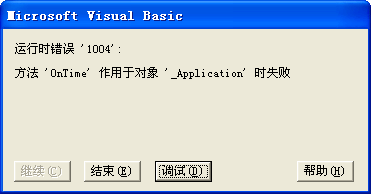 Microsoft Visual Basic
运行时错误 '1004':
方法 'OnTime' 作用于对象 '_Application' 时失败
继续(C) 结束(E) 调试(D) 帮助(H)